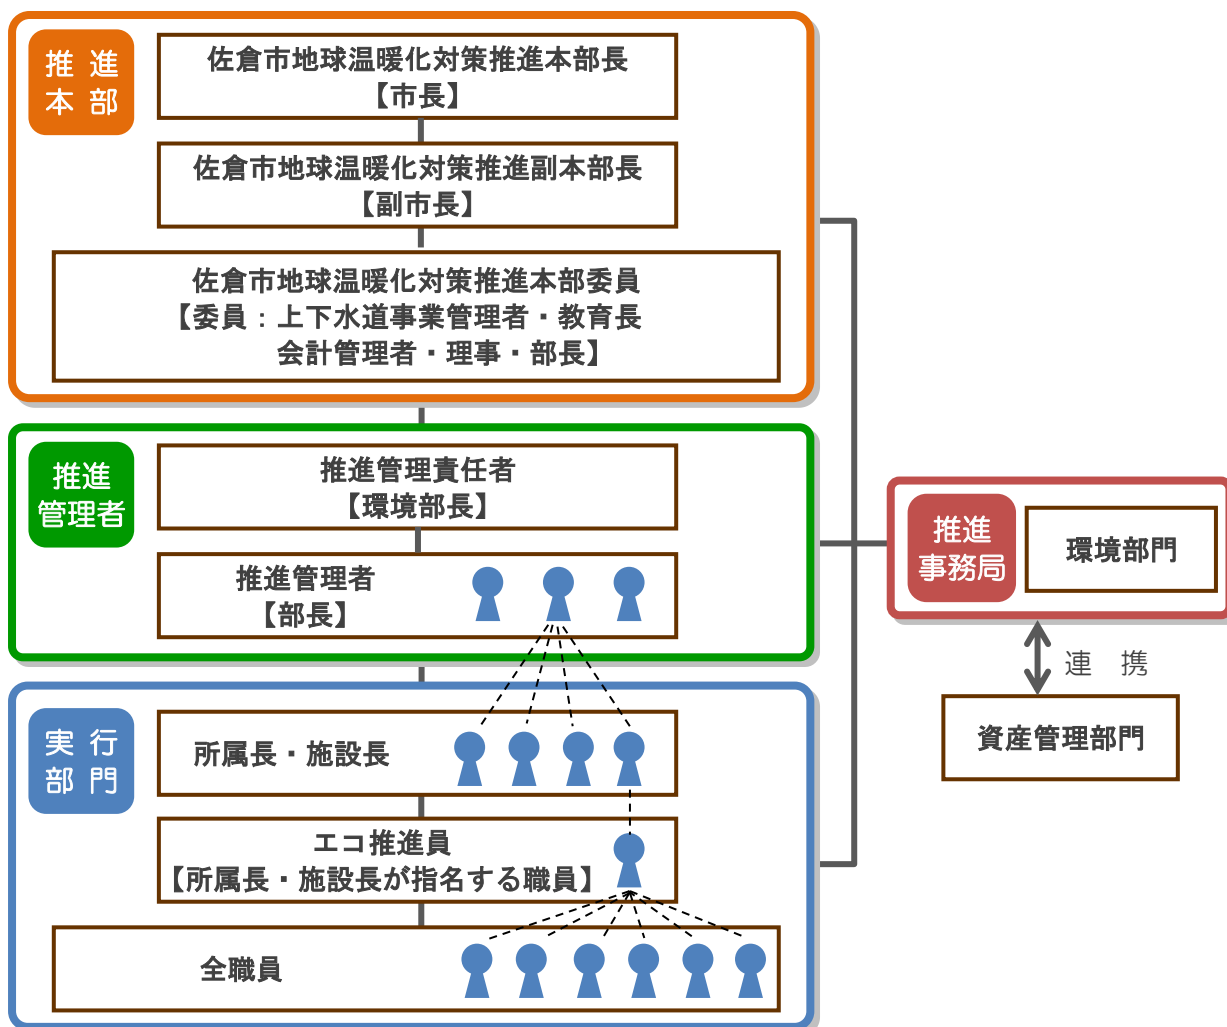 推 進
本 部
佐倉市地球温暖化対策推進本部長
【市長】
佐倉市地球温暖化対策推進副本部長
【副市長】
佐倉市地球温暖化対策推進本部委員
【委員：上下水道事業管理者・教育長
会計管理者・理事・部長】
推進
管理者
推進管理責任者
【環境部長】
推進管理者
【部長】
推進
事務局
環境部門
連 携
資産管理部門
実 行
部 門
所属長・施設長
エコ推進員
【所属長・施設長が指名する職員】
全職員